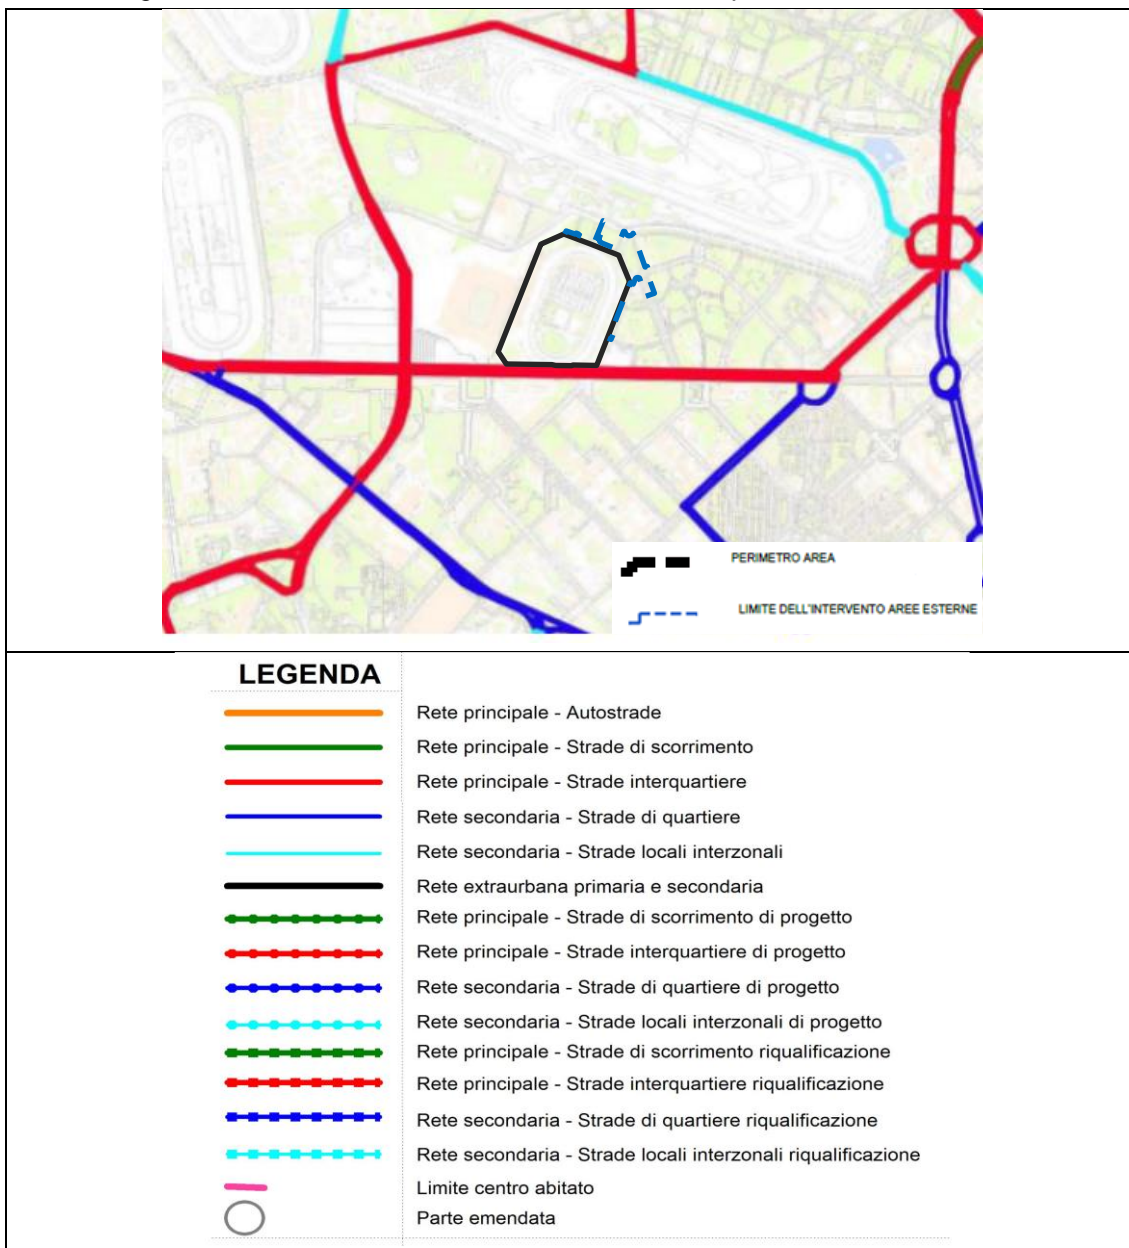 PERIMETRO AREA
LIMITE DELL'INTERVENTO AREE ESTERNE
LEGENDA
Rete principale - Autostrade
Rete principale - Strade di scorrimento
Rete principale - Strade interquartiere
Rete secondaria - Strade di quartiere
Rete secondaria - Strade locali interzonali
Rete extraurbana primaria e secondaria
Rete principale - Strade di scorrimento di progetto
Rete principale - Strade interquartiere di progetto
Rete secondaria - Strade di quartiere di progetto
Rete secondaria - Strade locali interzonali di progetto
Rete principale - Strade di scorrimento riqualificazione
Rete principale - Strade interquartiere riqualificazione
Rete secondaria - Strade di quartiere riqualificazione
Rete secondaria - Strade locali interzonali riqualificazione
Limite centro abitato
Parte emendata